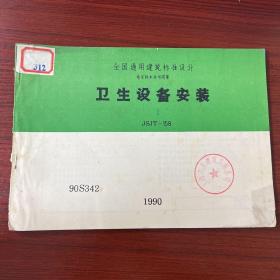 312
全国通用建筑标准设计
给水排水标准图集
卫生设备安装
JSJT-158
90S342
1990